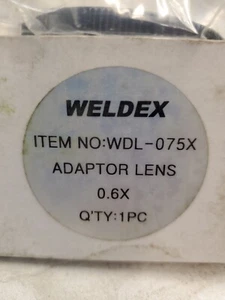 WELDEX
ITEM NO:WDL-075X
ADAPTOR LENS
0.6X
Q'TY:1PC